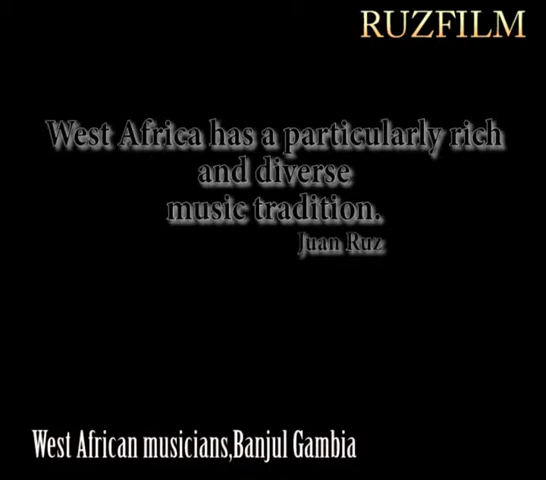 RUZFILM
West Africa has a particularly rich
and diverse
music tradition.
Juan Ruz
West African musicians,Banjul Gambia